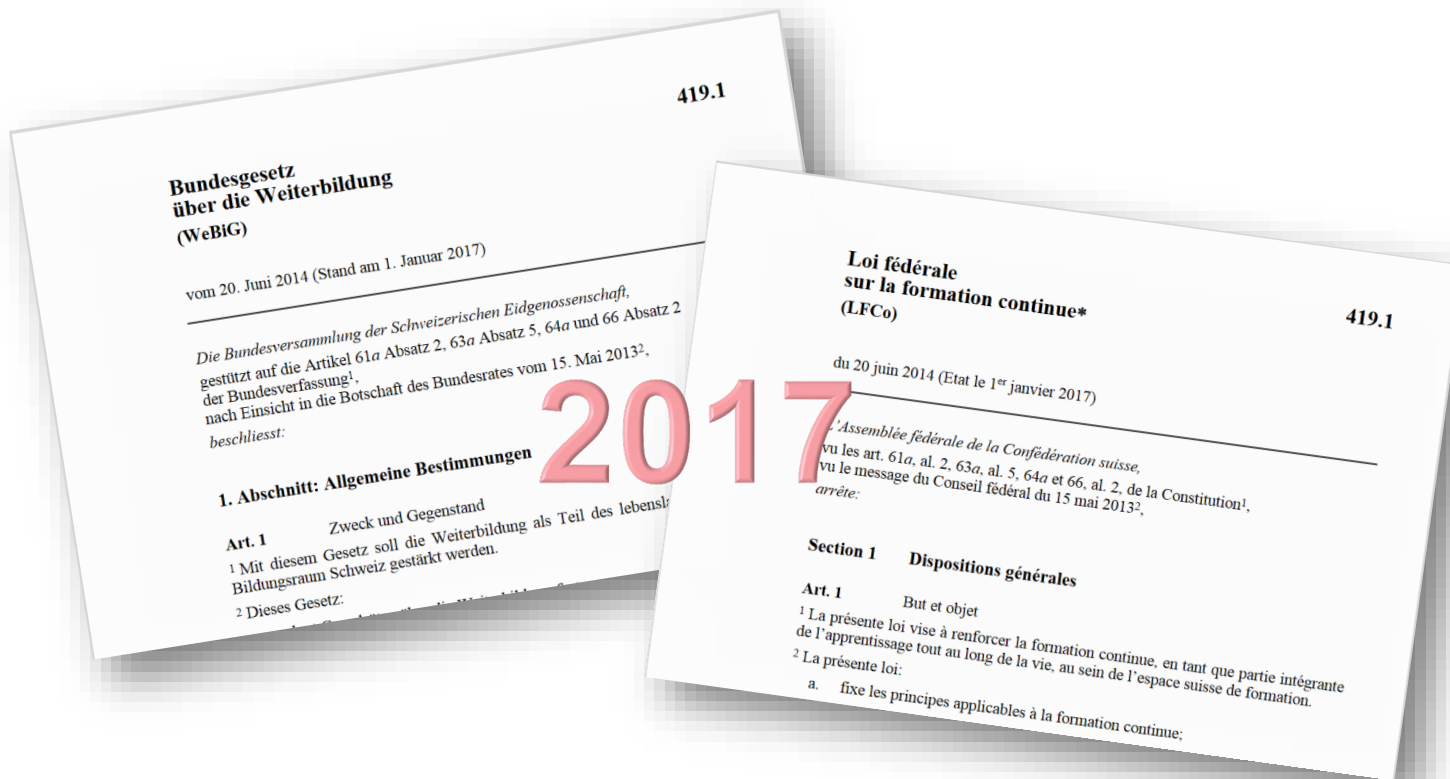 419.1
Bundesgesetz
über die Weiterbildung
(WeBiG)
vom 20. Juni 2014 (Stand am 1. Januar 2017)
Die Bundesversammlung der Schweizerischen Eidgenossenschaft,
gestützt auf die Artikel 61a Absatz 2, 63a Absatz 5, 64a und 66 Absatz 2
der Bundesverfassung¹,
nach Einsicht in die Botschaft des Bundesrates vom 15. Mai 2013²,
beschliesst:
1. Abschnitt: Allgemeine Bestimmungen
Art. 1 Zweck und Gegenstand
¹ Mit diesem Gesetz soll die Weiterbildung als Teil des
Bildungsraum Schweiz gestärkt werden.
² Dieses Gesetz:
2017
Loi fédérale
sur la formation continue*
(LFCo)
419.1
du 20 juin 2014 (Etat le 1er janvier 2017)
L'Assemblée fédérale de la Confédération suisse,
vu les art. 61a, al. 2, 63a, al. 5, 64a et 66, al. 2, de la Constitution¹,
vu le message du Conseil fédéral du 15 mai 2013²,
arrête:
Section 1 Dispositions générales
Art. 1 But et objet
¹ La présente loi vise à renforcer la formation continue, en tant que partie intégrante
de l'apprentissage tout au long de la vie, au sein de l'espace suisse de formation.
² La présente loi:
a. fixe les principes applicables à la formation continue;